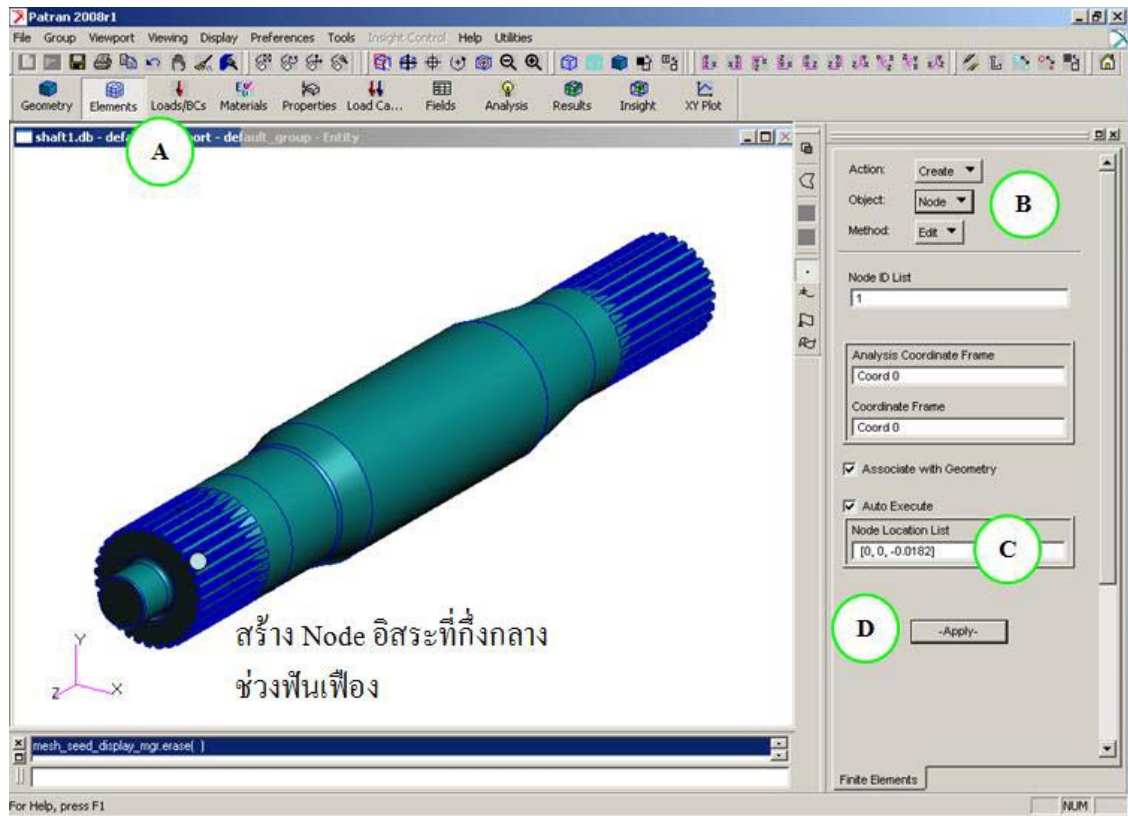 Patran 2008r1
File Group Viewport Viewing Display Preferences Tools Insight Control Help Utilities
Geometry Elements Loads/BCs Materials Properties Load Ca... Fields Analysis Results Insight XY Plot
shaft1.db - def ort - default_group - Entity
A
Action: Create
Object: Node
B
Method: Edit
Node ID List
1
Analysis Coordinate Frame
Coord 0
Coordinate Frame
Coord 0
Associate with Geometry
Auto Execute
Node Location List
[0, 0, -0.0182]
C
D
-Apply-
Y
Z X
สร้าง Node อิสระที่กึ่งกลาง
ช่วงฟันเฟือง
mesh_seed_display_mgr.erase( )
Finite Elements
For Help, press F1
NUM